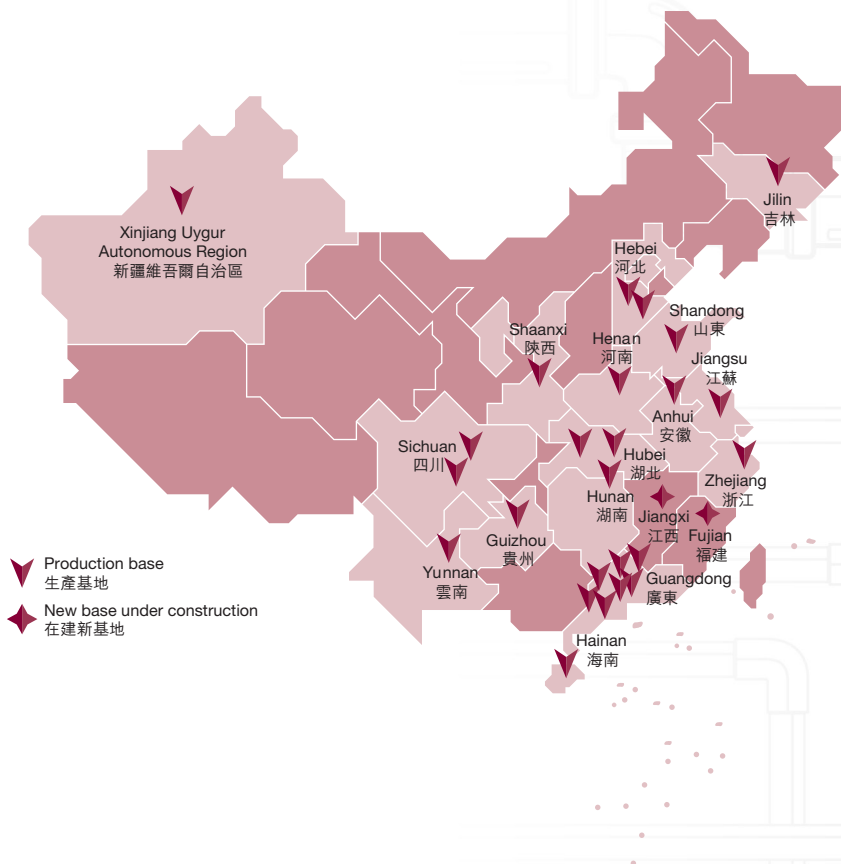 Jilin
吉林
Xinjiang Uygur
Autonomous Region
新疆維吾爾自治區
Hebei
河北
Shandong
山東
Shaanxi
陝西
Henan
河南
Jiangsu
江蘇
Anhui
安徽
Sichuan
四川
Hubei
湖北
Zhejiang
浙江
Hunan
湖南
Jiangxi
江西
Fujian
福建
Guizhou
貴州
Yunnan
雲南
Guangdong
廣東
Hainan
海南
Production base
生產基地
New base under construction
在建新基地